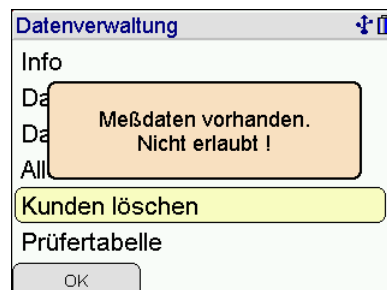 Datenverwaltung
Info
Da
Meßdaten vorhanden.
Da
Nicht erlaubt !
All
Kunden löschen
Prüfertabelle
OK